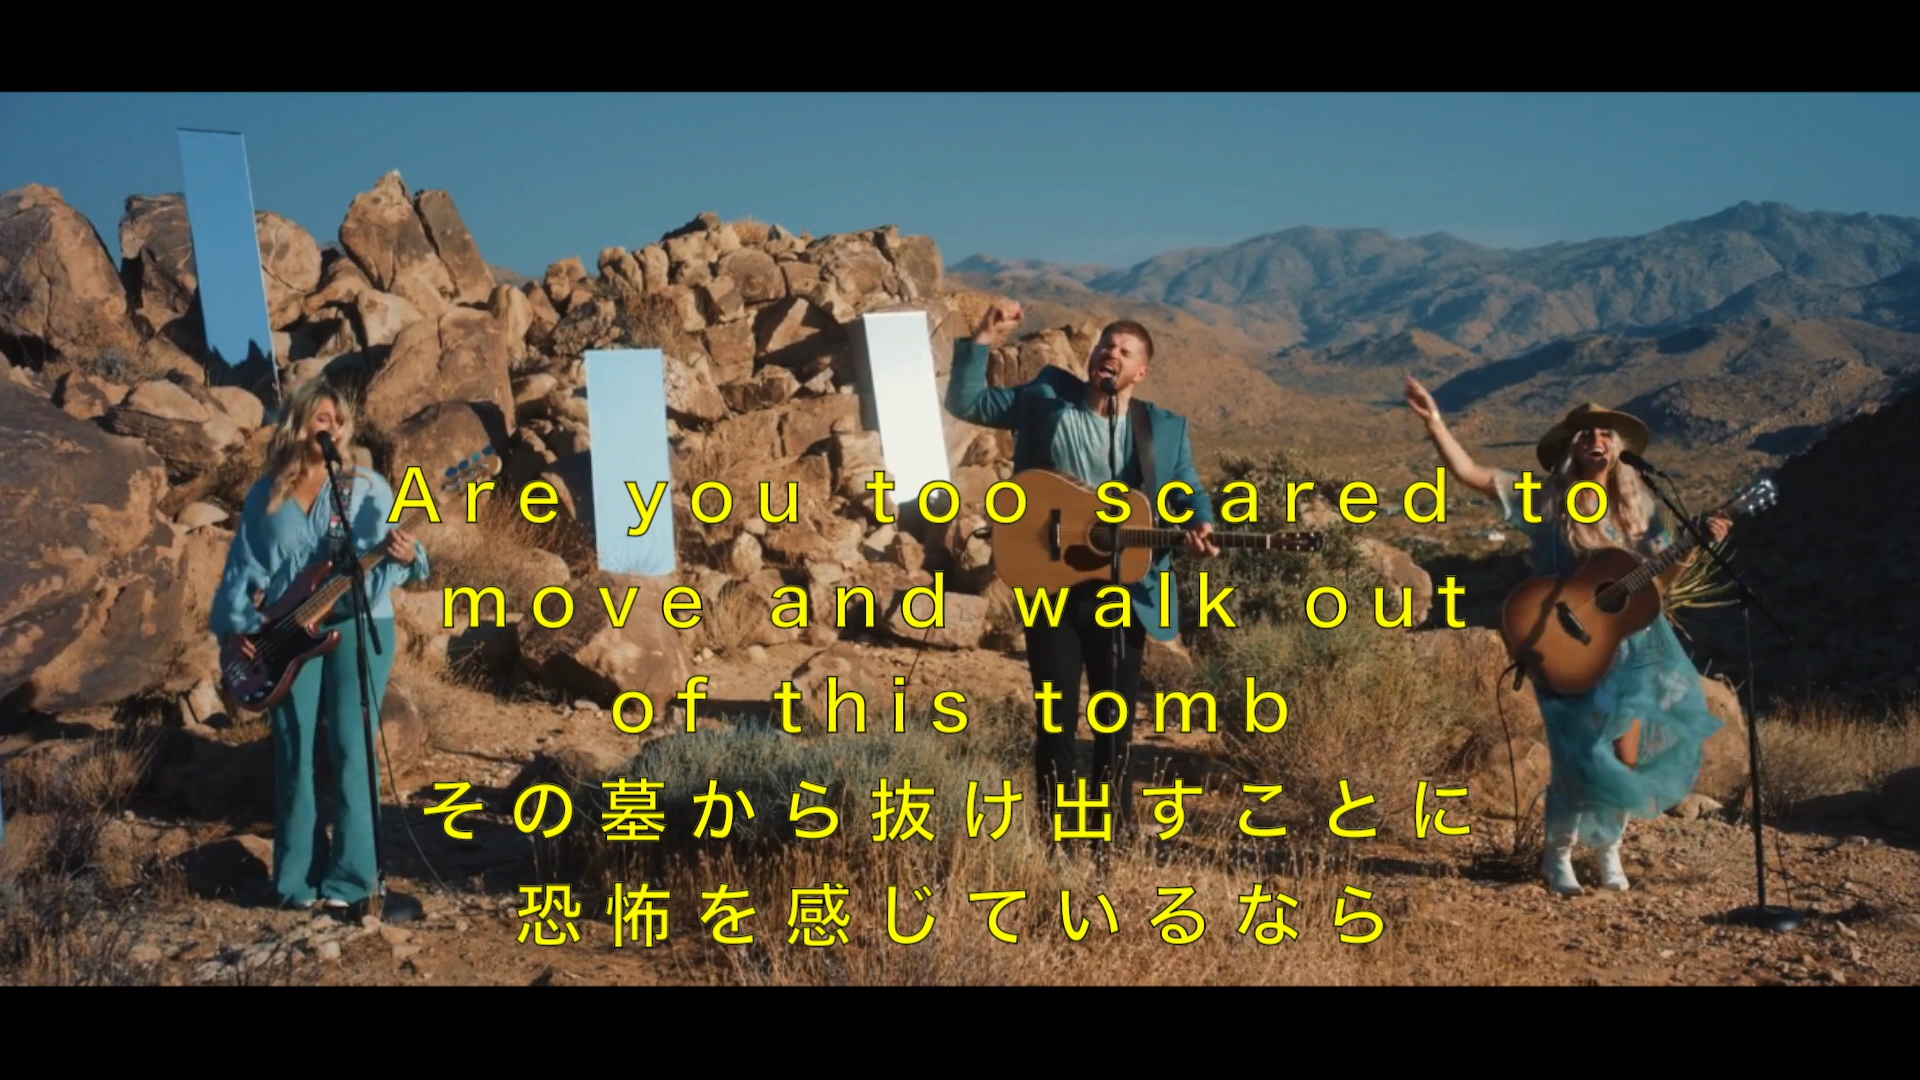 Are you too scared to
move and walk out
of this tomb
その墓から抜け出すことに
恐怖を感じているなら